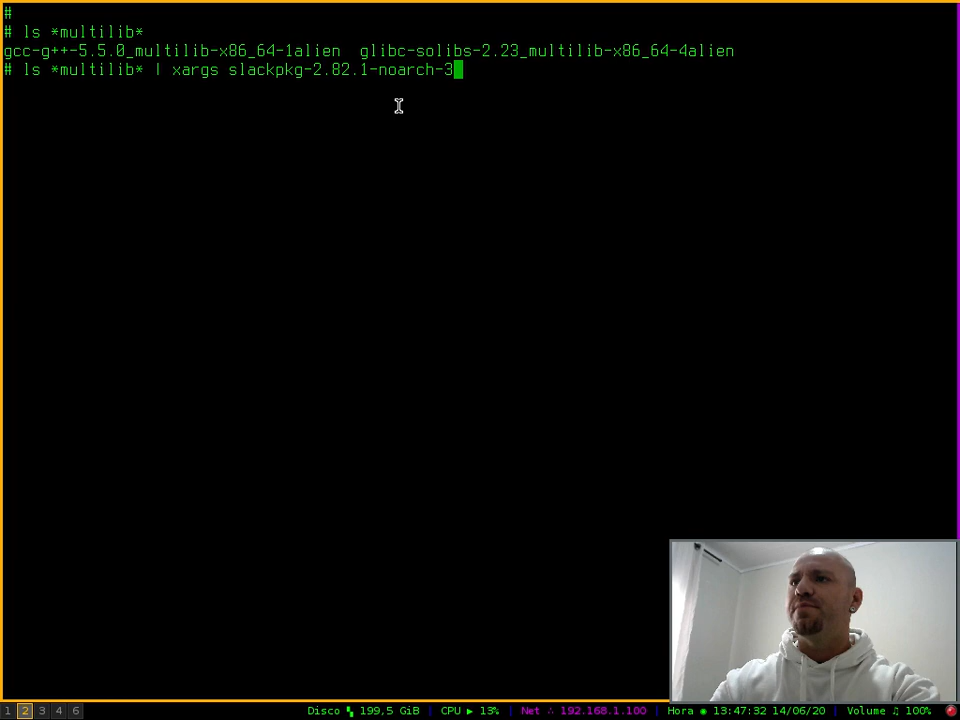 #
# ls *multilib*
gcc-g++-5.5.0_multilib-x86_64-1alien  glibc-solibs-2.23_multilib-x86_64-4alien
# ls *multilib* | xargs slackpkg-2.82.1-noarch-3
1 2 3 4 6 Disco 199,5 GiB | CPU ▶ 13% | Net ∴ 192.168.1.100 | Hora ◉ 13:47:32 14/06/20 | Volume ♫ 100%